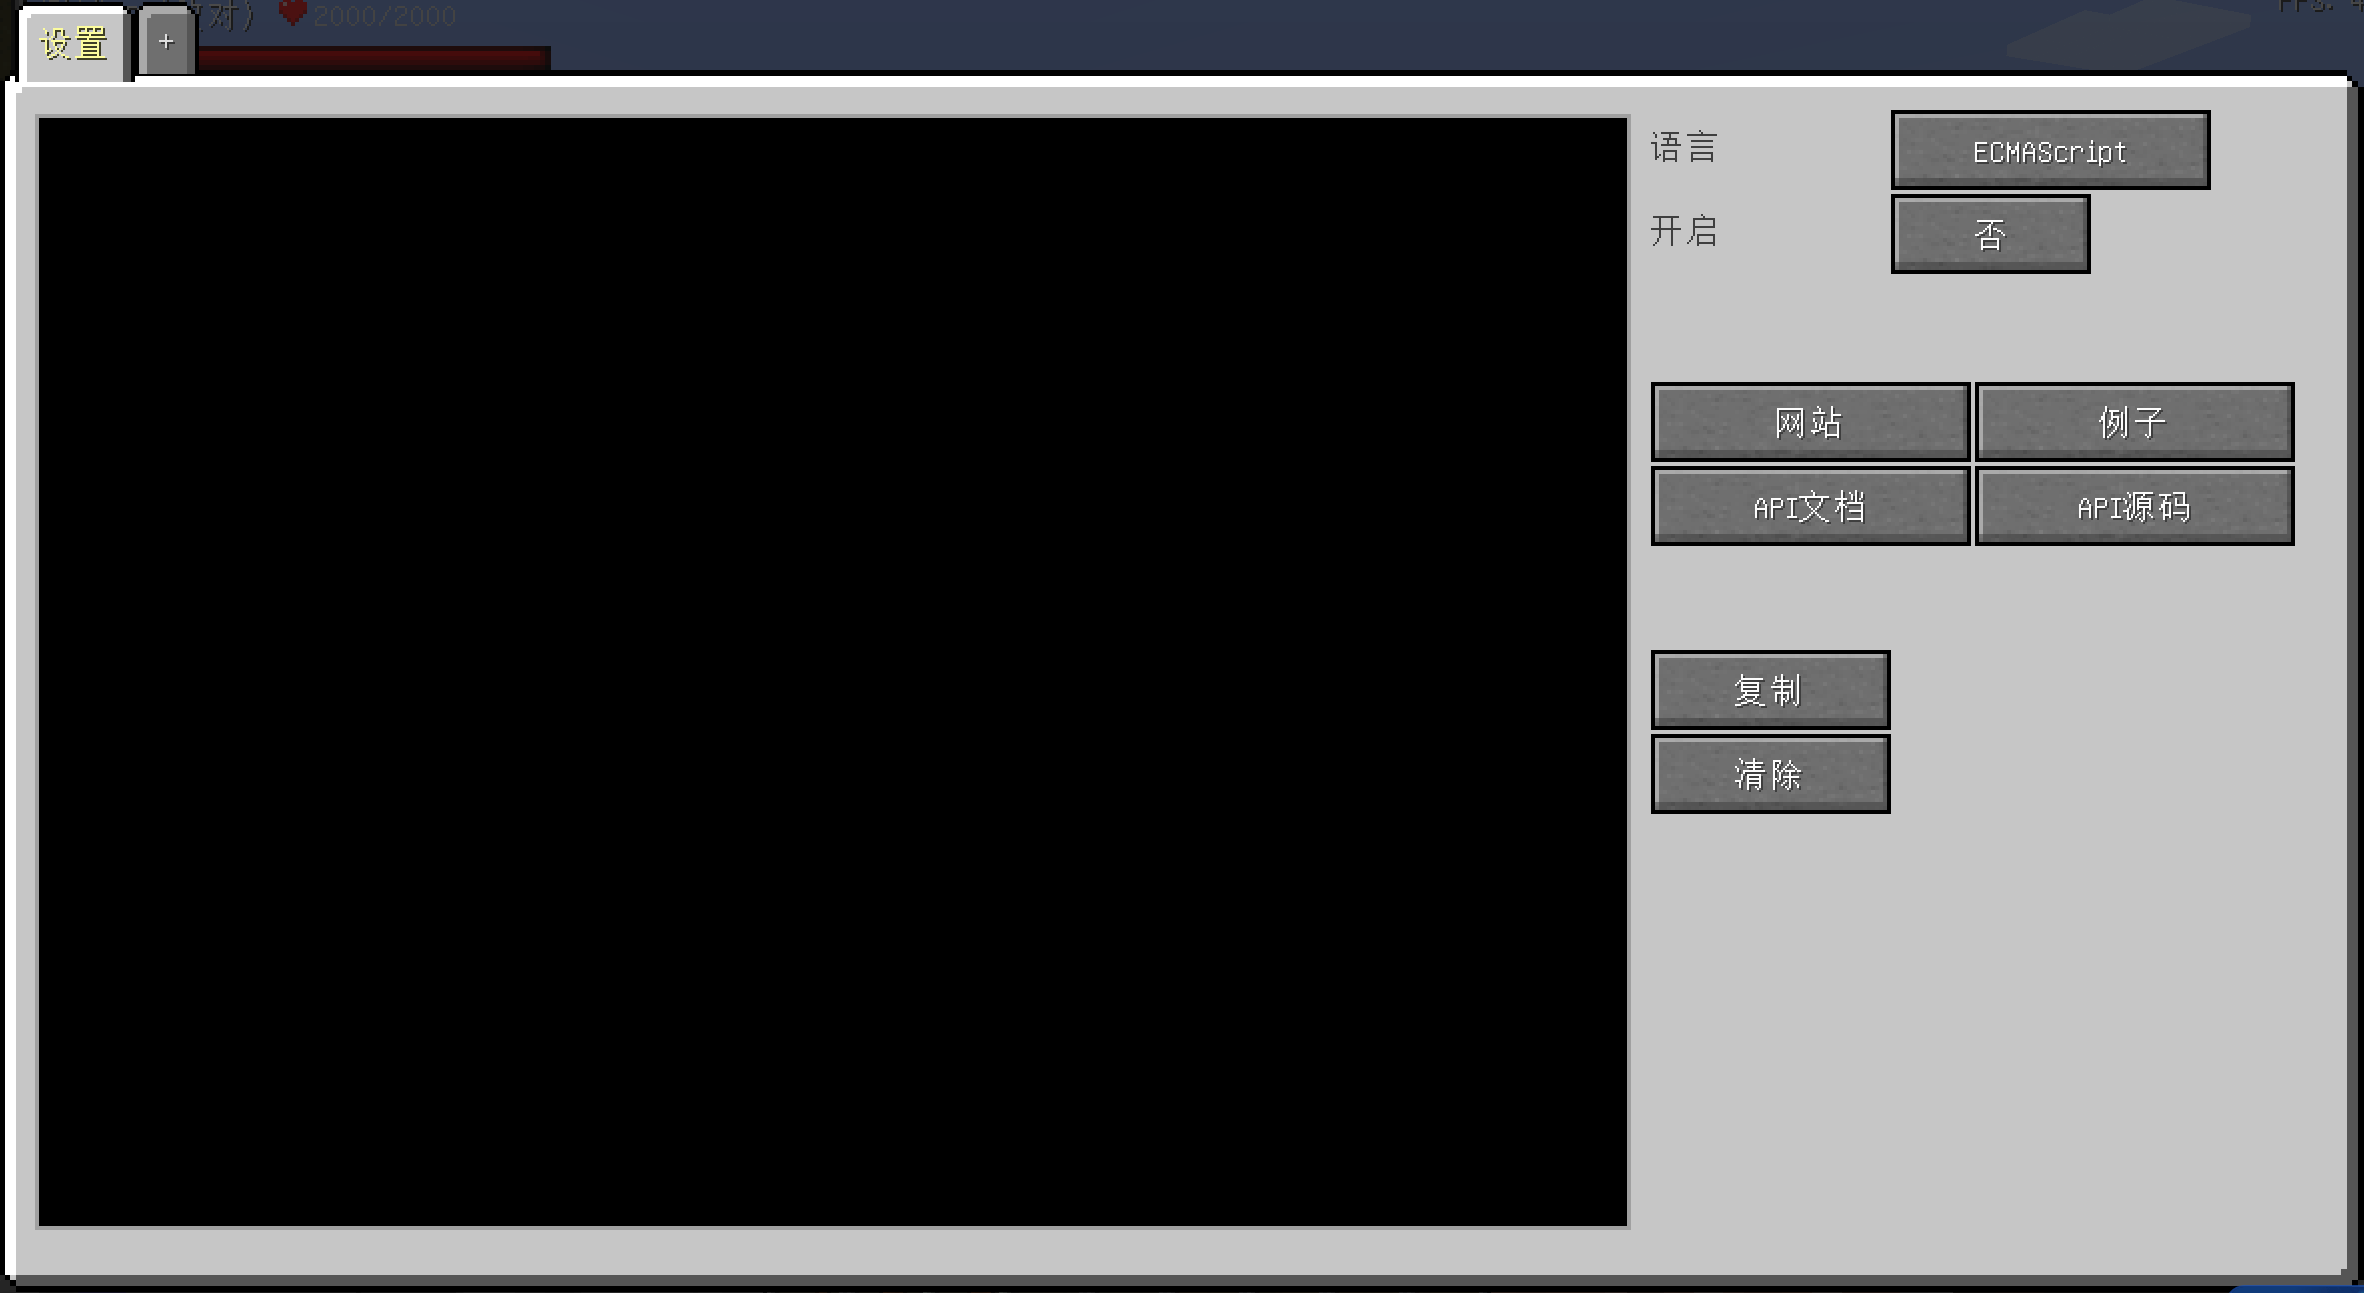 对) 2000/2000
设置 +
语言 ECMAScript
开启 否
网站 例子
API文档 API源码
复制
清除